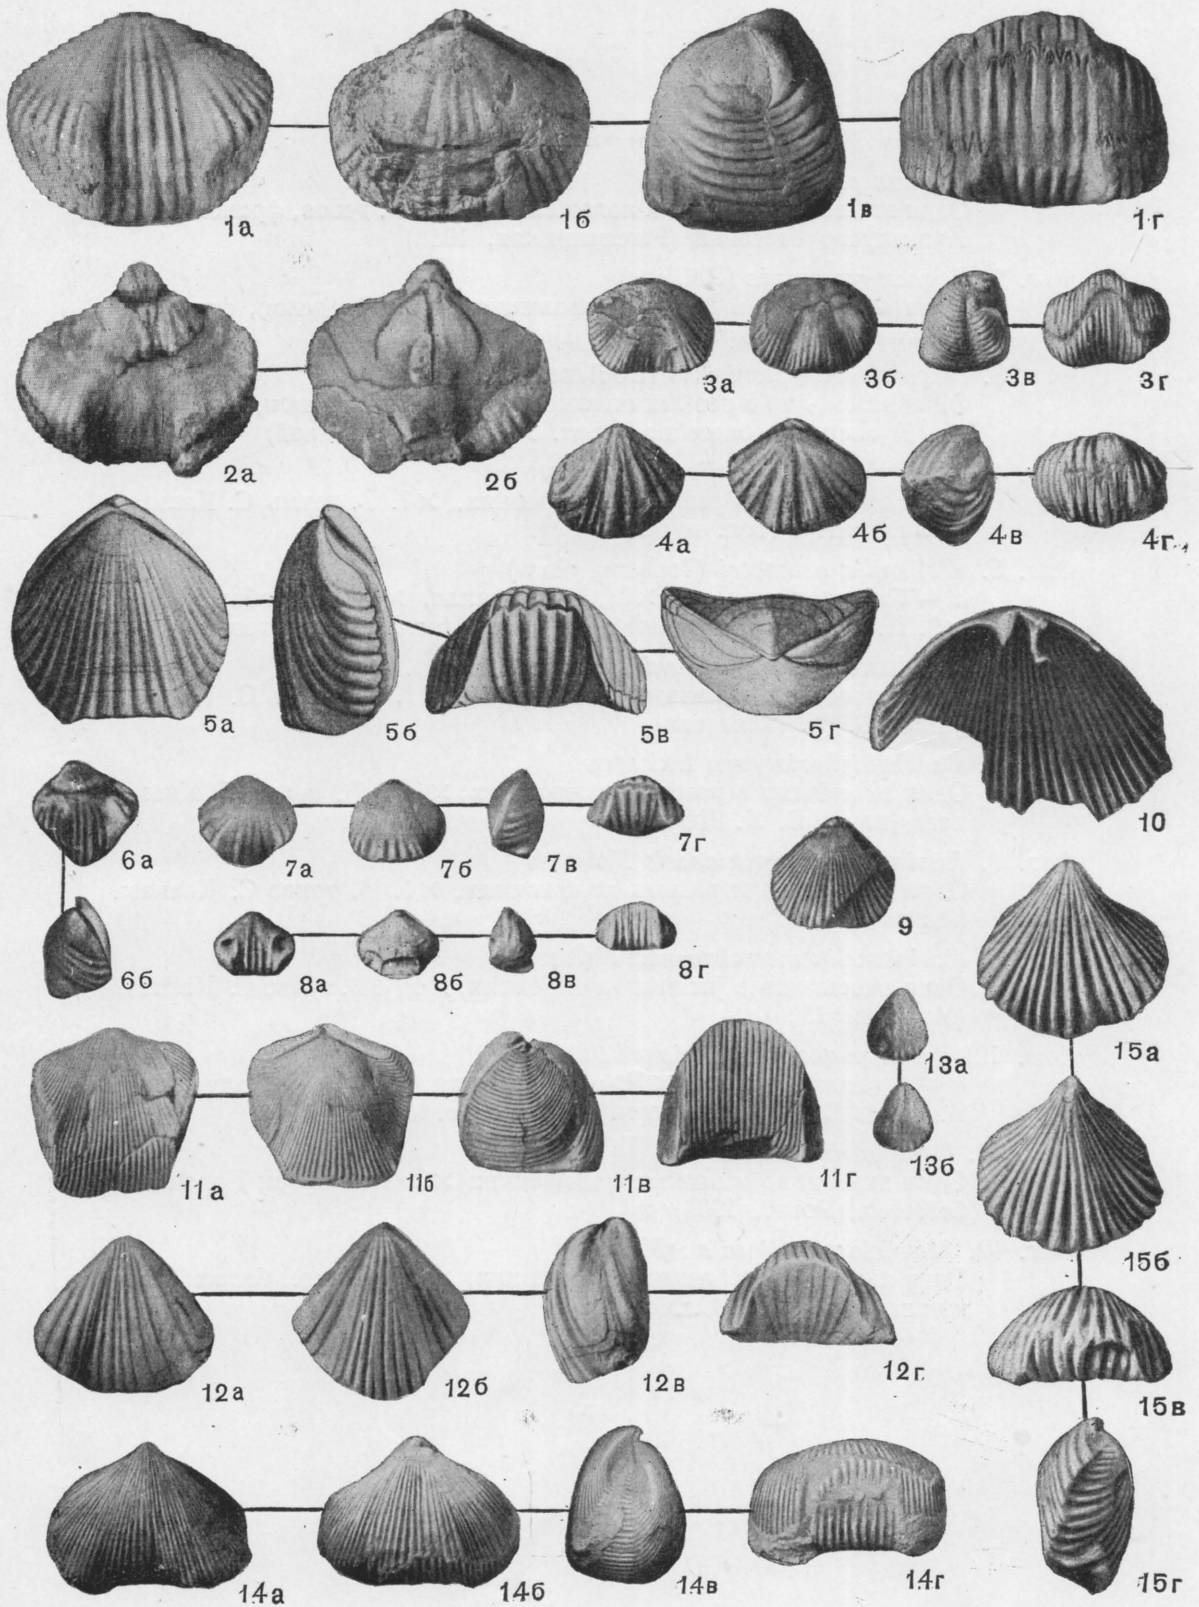 1а 1б 1в 1г
2а 2б
3а 3б 3в 3г
4а 4б 4в 4г
5а 5б 5в 5г
10
6а 7а 7б 7в 7г
9
6б 8а 8б 8в 8г
13а 15а
11а 11б 11в 11г 13б
15б
12а 12б 12в 12г
15в
14а 14б 14в 14г 15г